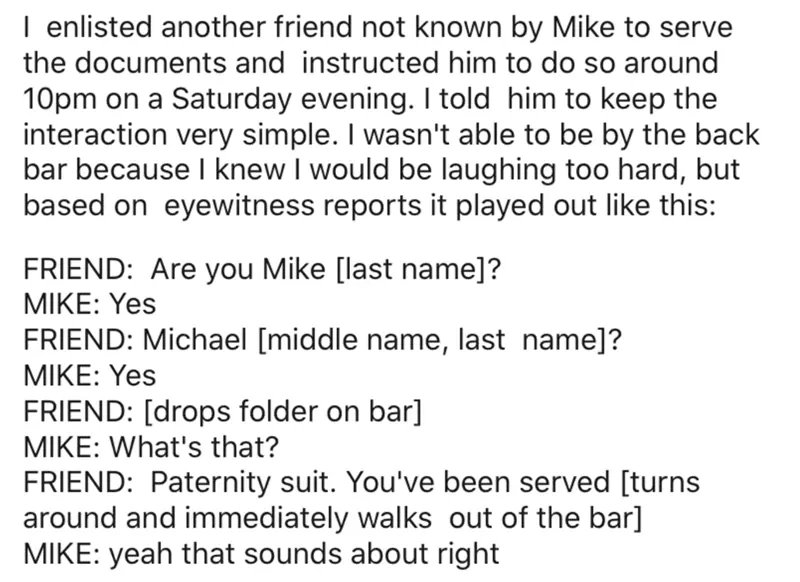 I enlisted another friend not known by Mike to serve
the documents and instructed him to do so around
10pm on a Saturday evening. I told him to keep the
interaction very simple. I wasn't able to be by the back
bar because I knew I would be laughing too hard, but
based on eyewitness reports it played out like this:
FRIEND: Are you Mike [last name]?
MIKE: Yes
FRIEND: Michael [middle name, last name]?
MIKE: Yes
FRIEND: [drops folder on bar]
MIKE: What's that?
FRIEND: Paternity suit. You've been served [turns
around and immediately walks out of the bar]
MIKE: yeah that sounds about right